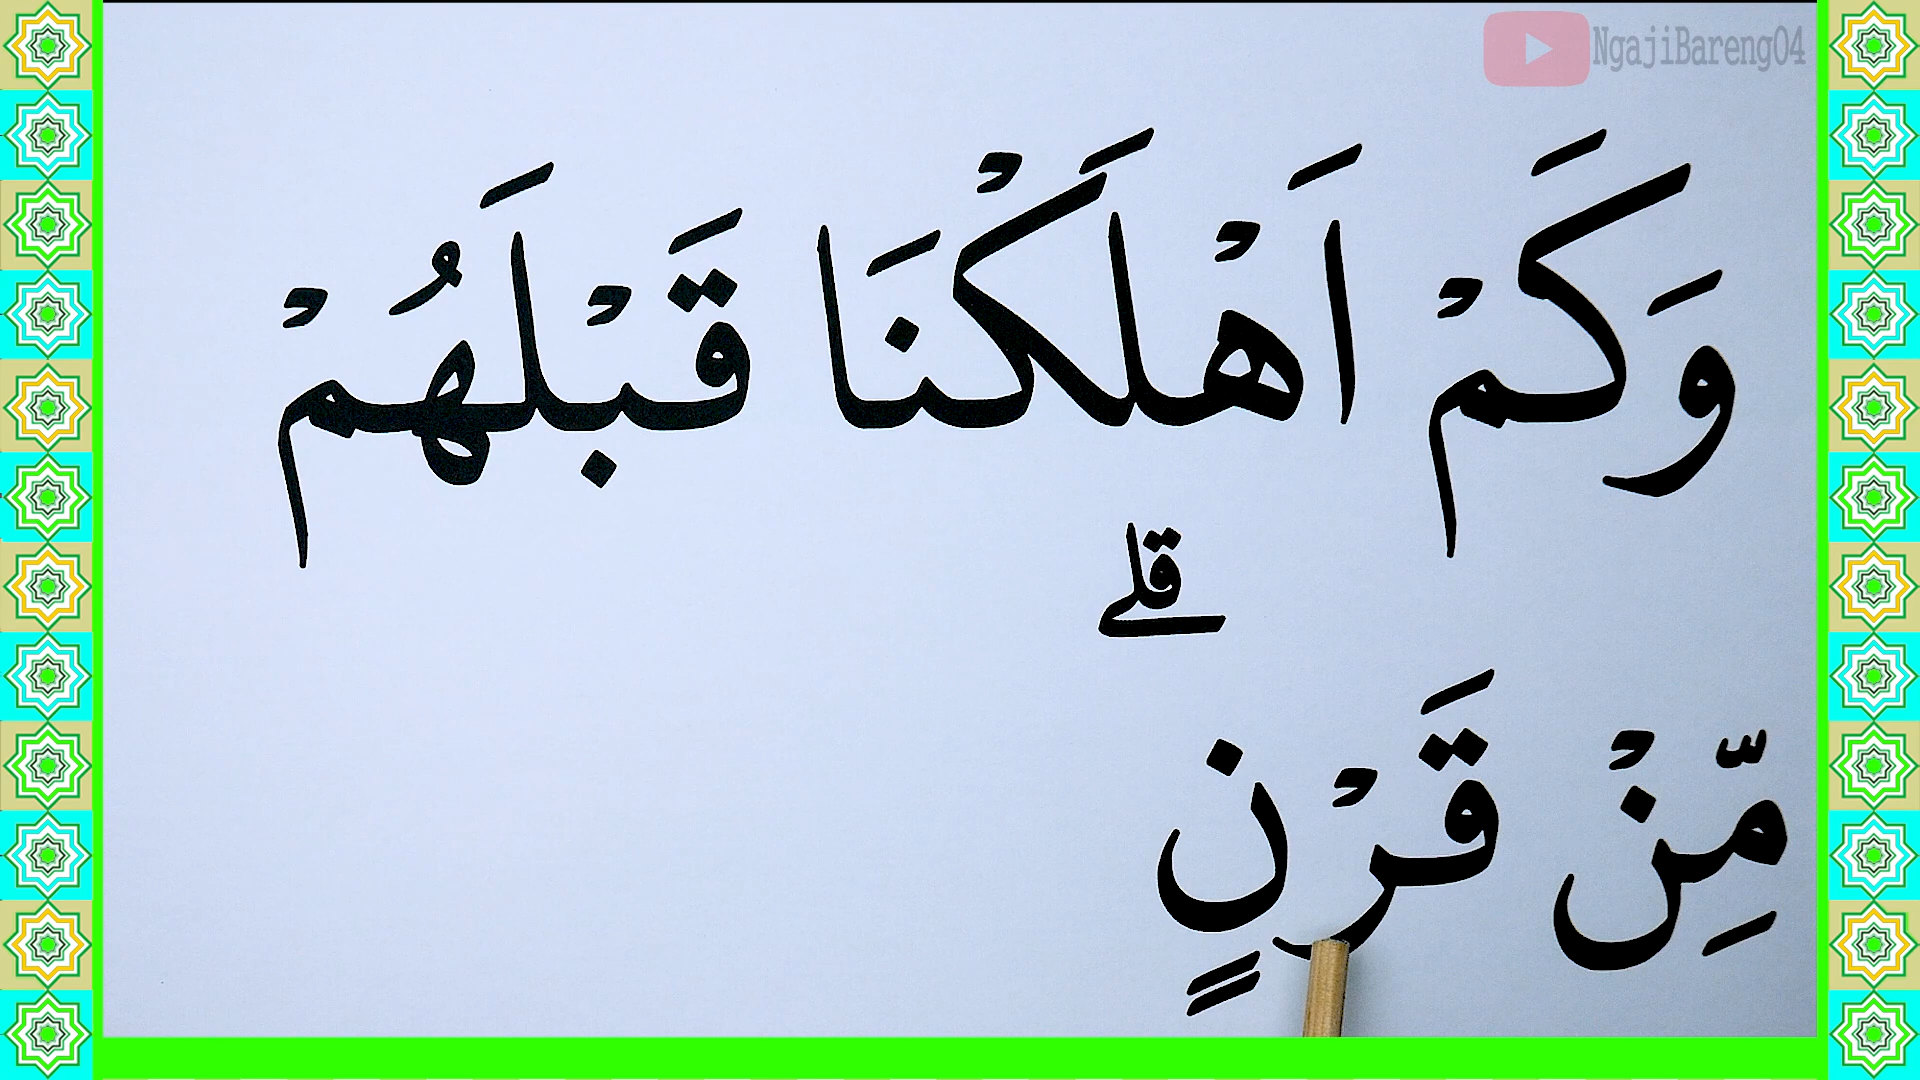 NgajiBareng04
وَكَمْ اَهْلَكْنَا قَبْلَهُمْ
قلے
مِّنْ قَرْنٍ